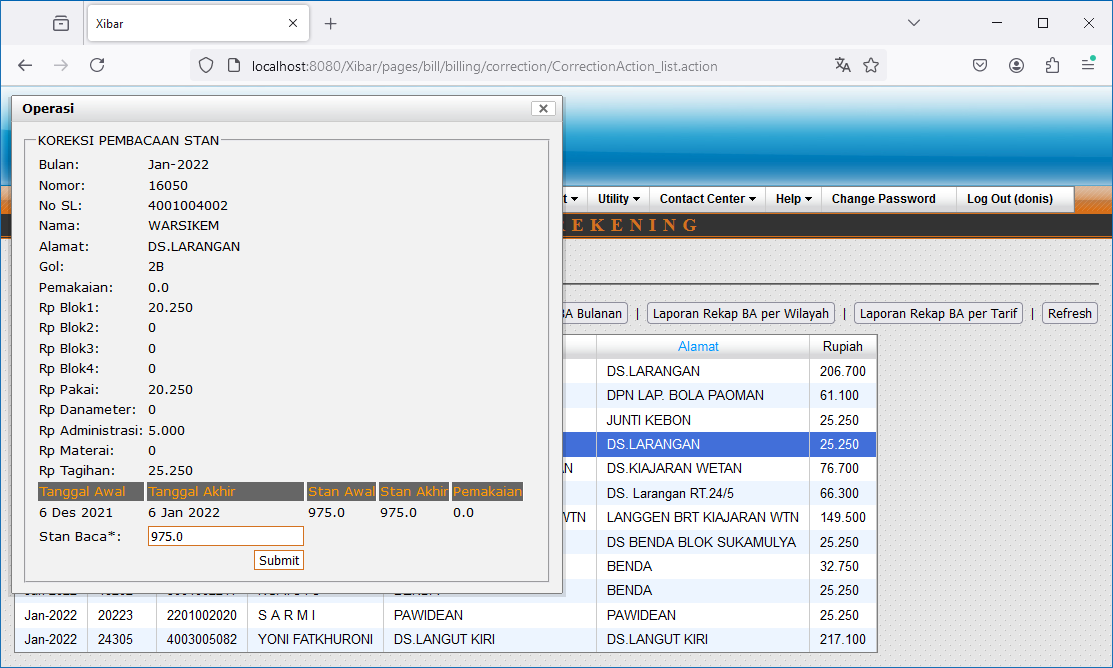 Xibar
localhost:8080/Xibar/pages/bill/billing/correction/CorrectionAction_list.action
Operasi
KOREKSI PEMBACAAN STAN
Bulan: Jan-2022
Nomor: 16050
No SL: 4001004002
Nama: WARSIKEM
Alamat: DS.LARANGAN
Gol: 2B
Pemakaian: 0.0
Rp Blok1: 20.250
Rp Blok2: 0
Rp Blok3: 0
Rp Blok4: 0
Rp Pakai: 20.250
Rp Danameter: 0
Rp Administrasi: 5.000
Rp Materai: 0
Rp Tagihan: 25.250
Tanggal Awal Tanggal Akhir Stan Awal Stan Akhir Pemakaian
6 Des 2021 6 Jan 2022 975.0 975.0 0.0
Stan Baca*: 975.0
Submit
t Utility Contact Center Help Change Password Log Out (donis)
EKENING
BA Bulanan | Laporan Rekap BA per Wilayah | Laporan Rekap BA per Tarif | Refresh
Alamat Rupiah
DS.LARANGAN 206.700
DPN LAP. BOLA PAOMAN 61.100
JUNTI KEBON 25.250
DS.LARANGAN 25.250
AN DS.KIAJARAN WETAN 76.700
DS. Larangan RT.24/5 66.300
WTN LANGGEN BRT KIAJARAN WTN 149.500
DS BENDA BLOK SUKAMULYA 25.250
BENDA 32.750
BENDA 25.250
Jan-2022 20223 2201002020 S A R M I PAWIDEAN PAWIDEAN 25.250
Jan-2022 24305 4003005082 YONI FATKHURONI DS.LANGUT KIRI DS.LANGUT KIRI 217.100